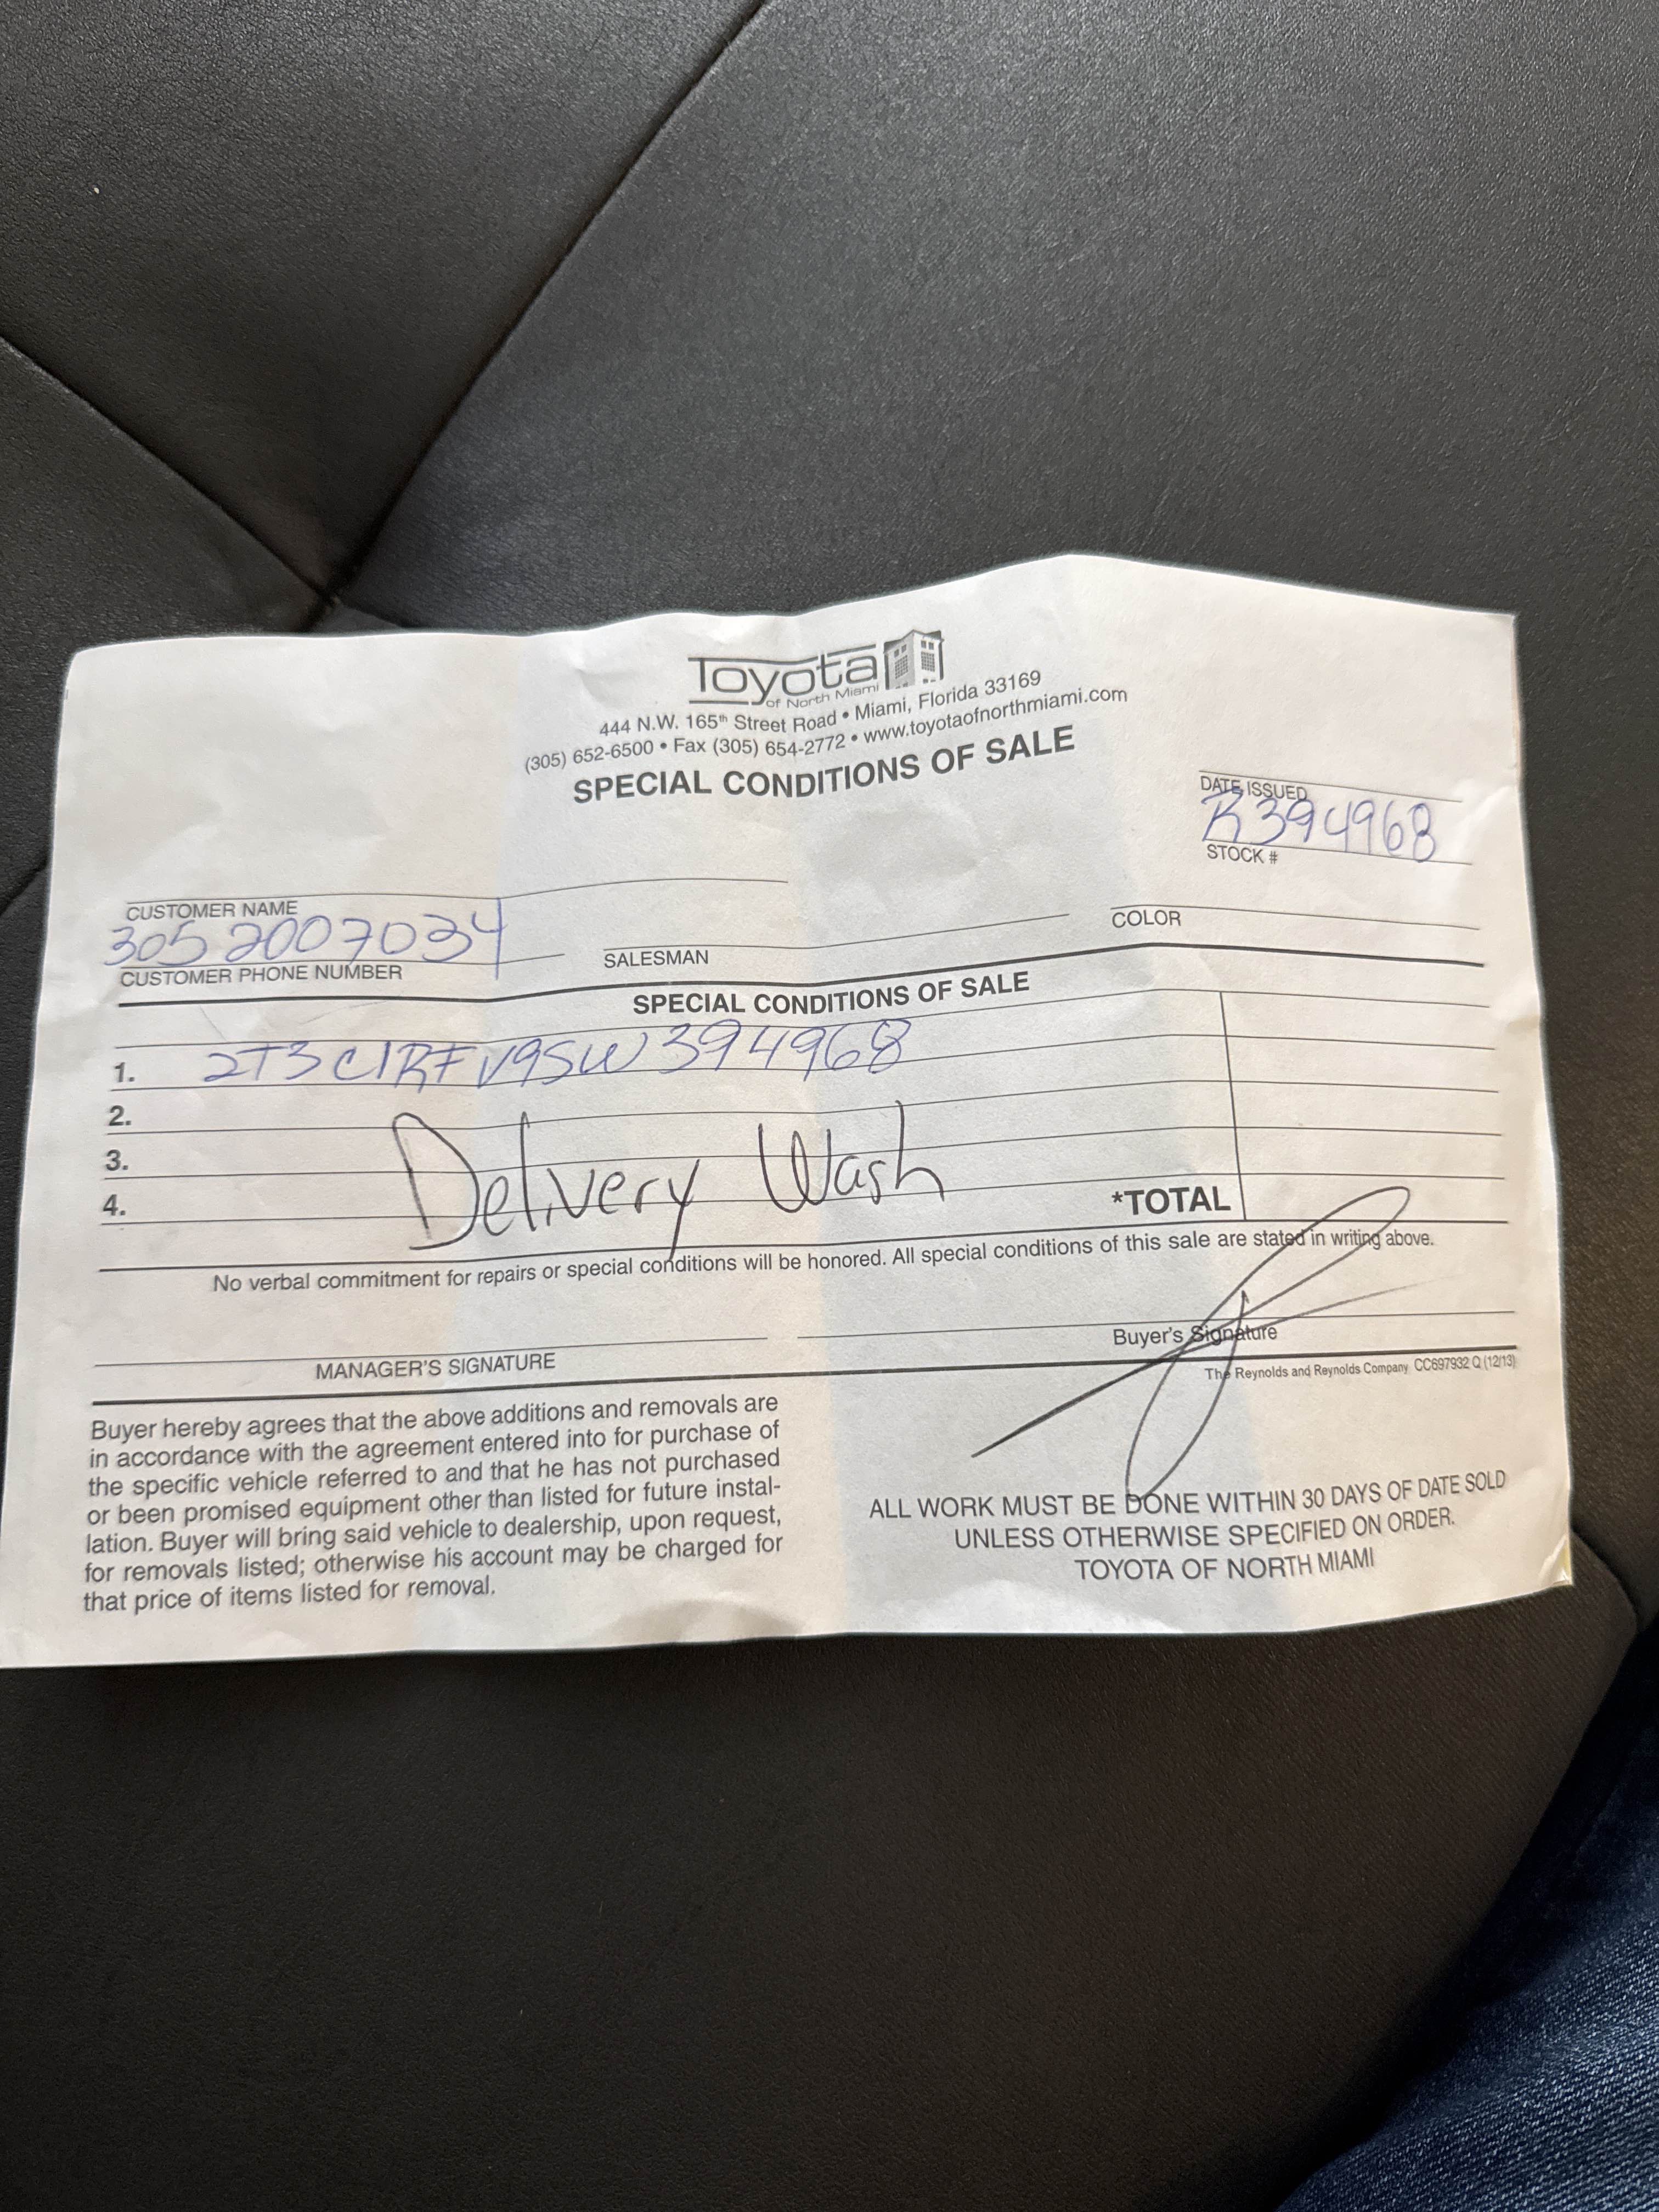 Toyota
of North Miami
444 N.W. 165th Street Road • Miami, Florida 33169
(305) 652-6500 • Fax (305) 654-2772 • www.toyotaofnorthmiami.com
SPECIAL CONDITIONS OF SALE
DATE ISSUED
R394968
STOCK #
CUSTOMER NAME
305 2007034
CUSTOMER PHONE NUMBER
SALESMAN
COLOR
SPECIAL CONDITIONS OF SALE
1. 2T3C1RFV9SW394968
2.
3.
4.
Delivery Wash
*TOTAL
No verbal commitment for repairs or special conditions will be honored. All special conditions of this sale are stated in writing above.
MANAGER'S SIGNATURE
Buyer's Signature
The Reynolds and Reynolds Company CC697932 Q (12/13)
Buyer hereby agrees that the above additions and removals are
in accordance with the agreement entered into for purchase of
the specific vehicle referred to and that he has not purchased
or been promised equipment other than listed for future instal-
lation. Buyer will bring said vehicle to dealership, upon request,
for removals listed; otherwise his account may be charged for
that price of items listed for removal.
ALL WORK MUST BE DONE WITHIN 30 DAYS OF DATE SOLD
UNLESS OTHERWISE SPECIFIED ON ORDER.
TOYOTA OF NORTH MIAMI